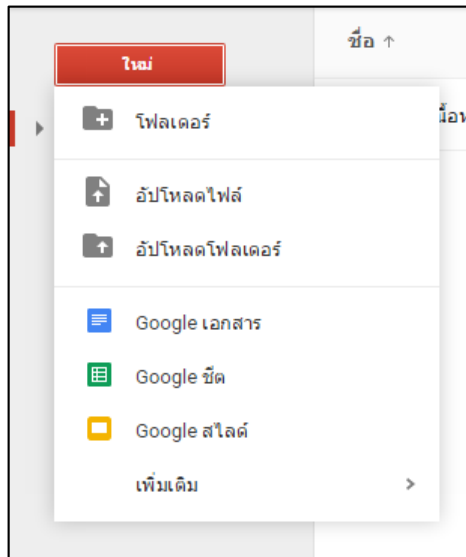 ชื่อ ↑
ใหม่
โฟลเดอร์
อัปโหลดไฟล์
อัปโหลดโฟลเดอร์
Google เอกสาร
Google ชีต
Google สไลด์
เพิ่มเติม